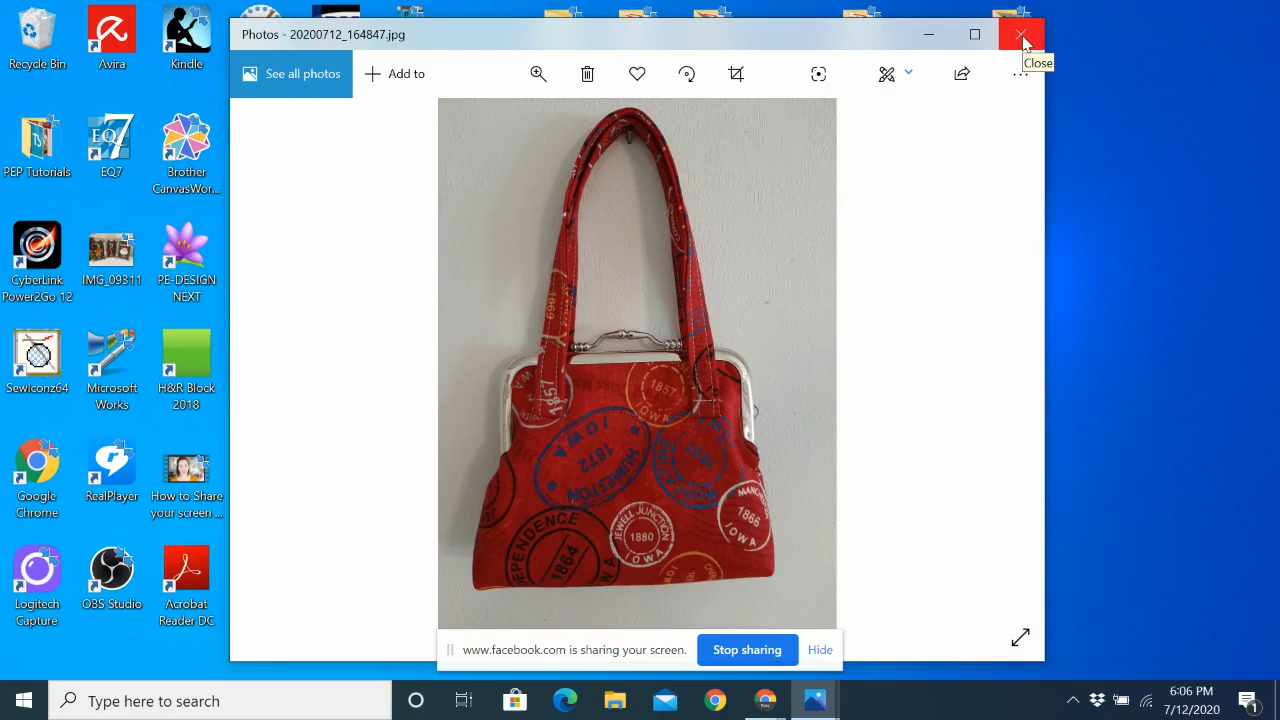 Recycle Bin
Avira
Kindle
Photos - 20200712_164847.jpg
Close
See all photos
Add to
PEP Tutorials
EQ7
EQ7
Brother
CanvasWor...
CyberLink
Power2Go 12
IMG_09311
PE-DESIGN
NEXT
Sewiconz64
Microsoft
Works
H&R Block
2018
Google
Chrome
RealPlayer
How to Share
your screen ...
Logitech
Capture
OBS Studio
Acrobat
Reader DC
1857
1857
IOWA
IOWA
1872
HUMESTON
JEWELL JUNCTION
1880
IOWA
1866
IOWA
1864
www.facebook.com is sharing your screen.
Stop sharing
Hide
Type here to search
6:06 PM
7/12/2020
1